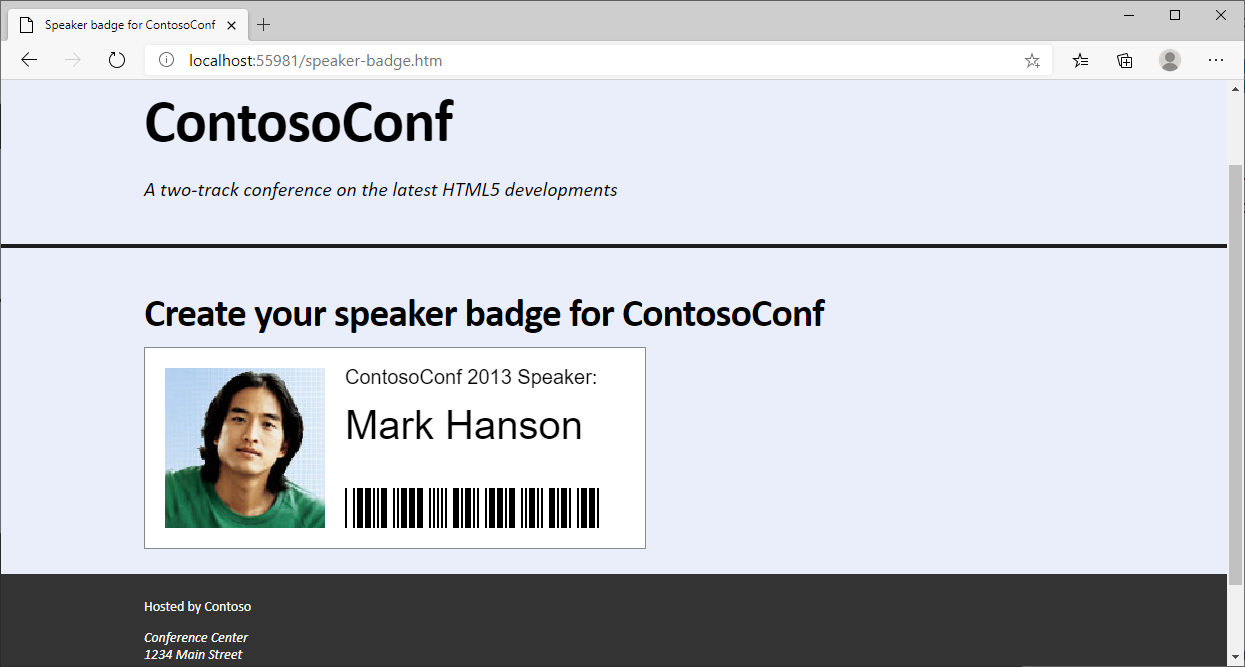 Speaker badge for ContosoConf
localhost:55981/speaker-badge.htm
ContosoConf
A two-track conference on the latest HTML5 developments
Create your speaker badge for ContosoConf
ContosoConf 2013 Speaker:
Mark Hanson
Hosted by Contoso
Conference Center
1234 Main Street